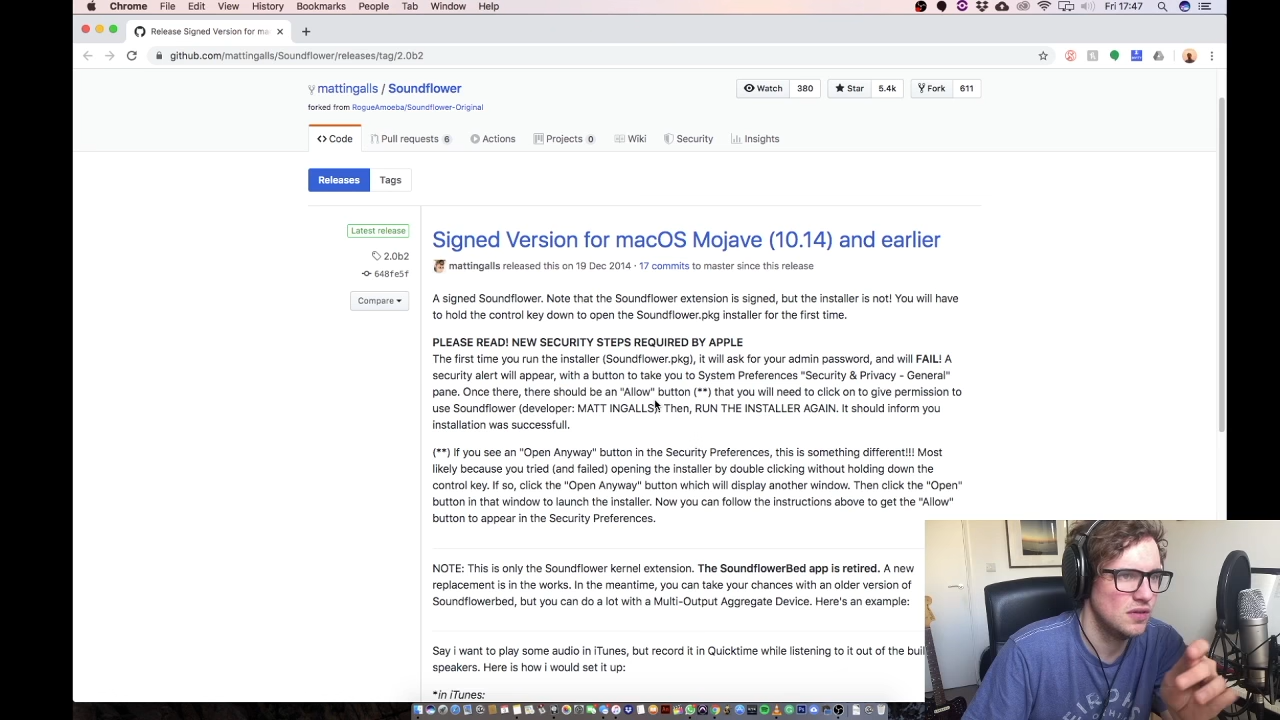 Chrome File Edit View History Bookmarks People Tab Window Help Fri 17:47
Release Signed Version for ma
github.com/mattingalls/Soundflower/releases/tag/2.0b2
mattingalls / Soundflower Watch 380 Star 5.4k Fork 611
forked from RogueAmoeba/Soundflower-Original
<> Code Pull requests 6 Actions Projects 0 Wiki Security Insights
Releases Tags
Latest release
2.0b2
648fe5f
Compare
Signed Version for macOS Mojave (10.14) and earlier
mattingalls released this on 19 Dec 2014 · 17 commits to master since this release
A signed Soundflower. Note that the Soundflower extension is signed, but the installer is not! You will have
to hold the control key down to open the Soundflower.pkg installer for the first time.
PLEASE READ! NEW SECURITY STEPS REQUIRED BY APPLE
The first time you run the installer (Soundflower.pkg), it will ask for your admin password, and will FAIL! A
security alert will appear, with a button to take you to System Preferences "Security & Privacy - General"
pane. Once there, there should be an "Allow" button (**) that you will need to click on to give permission to
use Soundflower (developer: MATT INGALLS). Then, RUN THE INSTALLER AGAIN. It should inform you
installation was successfull.
(**) If you see an "Open Anyway" button in the Security Preferences, this is something different!!! Most
likely because you tried (and failed) opening the installer by double clicking without holding down the
control key. If so, click the "Open Anyway" button which will display another window. Then click the "Open"
button in that window to launch the installer. Now you can follow the instructions above to get the "Allow"
button to appear in the Security Preferences.
NOTE: This is only the Soundflower kernel extension. The SoundflowerBed app is retired. A new
replacement is in the works. In the meantime, you can take your chances with an older version of
Soundflowerbed, but you can do a lot with a Multi-Output Aggregate Device. Here's an example:
Say i want to play some audio in iTunes, but record it in Quicktime while listening to it out of the buil
speakers. Here is how i would set it up:
*in iTunes: